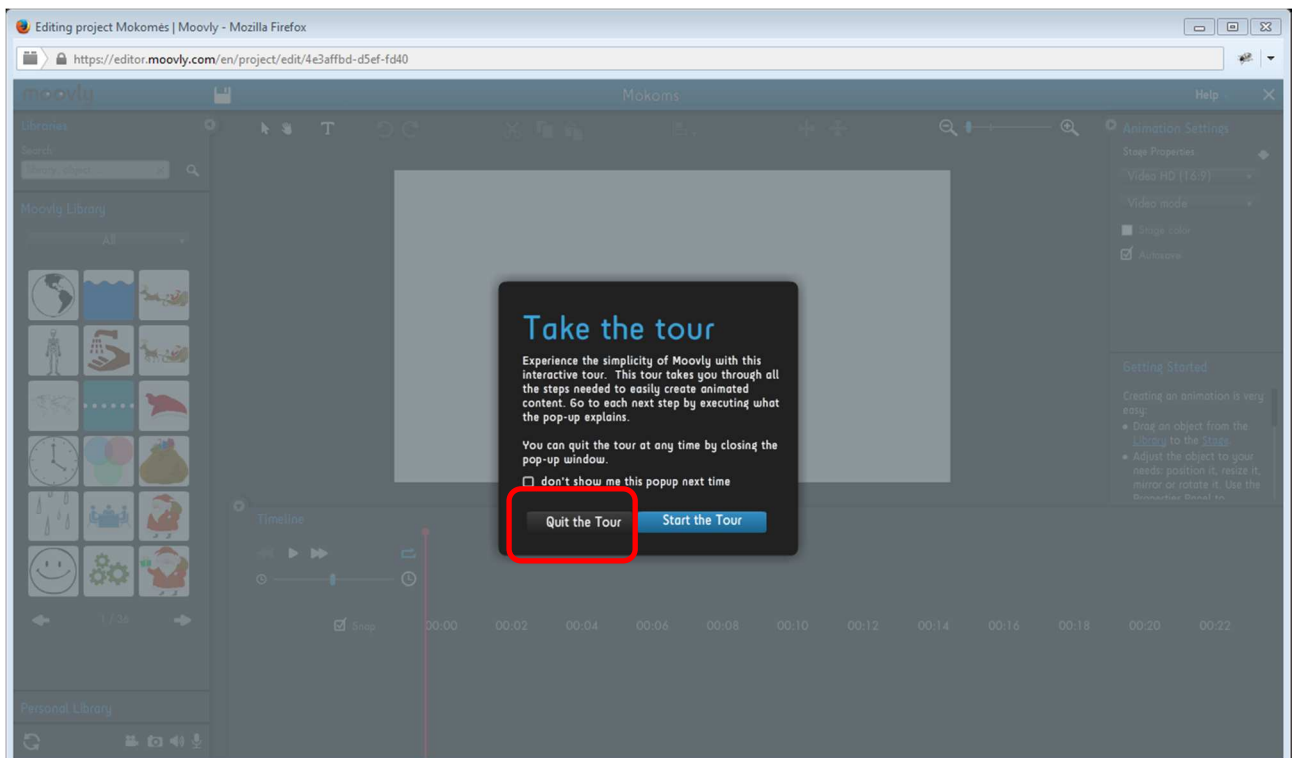 Editing project Mokomės | Moovly - Mozilla Firefox
https://editor.moovly.com/en/project/edit/4e3affbd-d5ef-fd40
moovly
Mokoms
Help
Libraries
Search
Moovly Library
All
1 / 36
Personal Library
T
Animation Settings
Stage Properties
Video HD (16:9)
Video mode
Stage color
Autosave
Take the tour
Experience the simplicity of Moovly with this
interactive tour. This tour takes you through all
the steps needed to easily create animated
content. Go to each next step by executing what
the pop-up explains.
You can quit the tour at any time by closing the
pop-up window.
don't show me this popup next time
Quit the Tour
Start the Tour
Getting Started
Creating an animation is very
easy:
• Drag an object from the
Library to the Stage.
• Adjust the object to your
needs: position it, resize it,
mirror or rotate it. Use the
Properties Panel to
Timeline
Snap
00:00 00:02 00:04 00:06 00:08 00:10 00:12 00:14 00:16 00:18 00:20 00:22